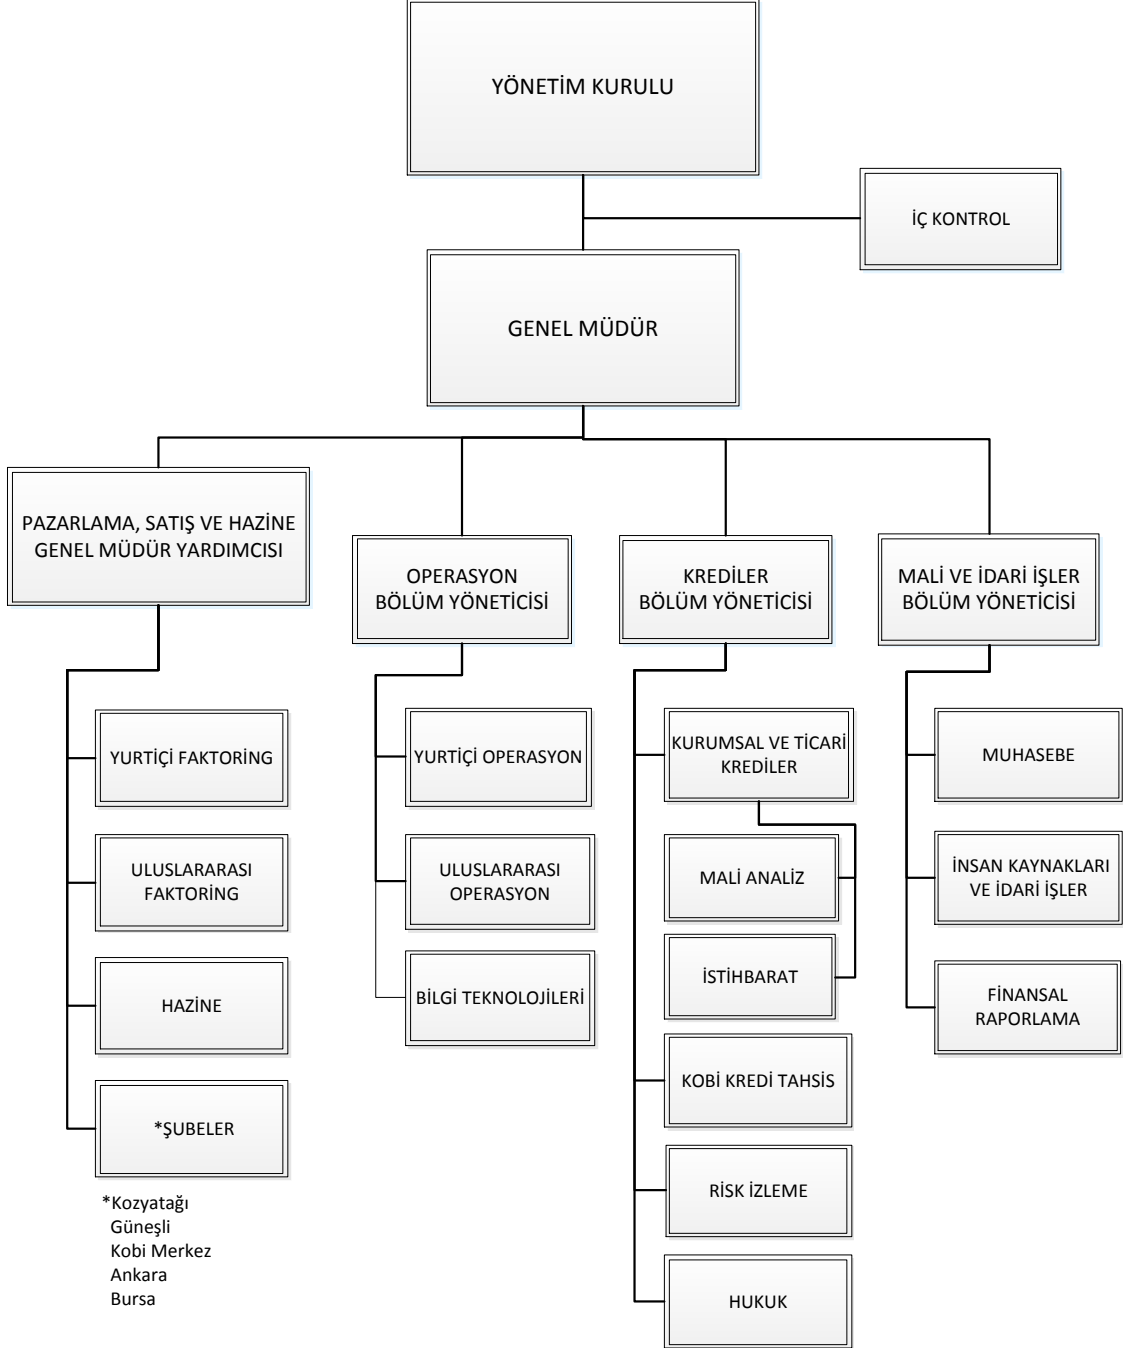 YÖNETİM KURULU
İÇ KONTROL
GENEL MÜDÜR
PAZARLAMA, SATIŞ VE HAZİNE
GENEL MÜDÜR YARDIMCISI
OPERASYON
BÖLÜM YÖNETİCİSİ
KREDİLER
BÖLÜM YÖNETİCİSİ
MALİ VE İDARİ İŞLER
BÖLÜM YÖNETİCİSİ
YURTİÇİ FAKTORİNG
ULUSLARARASI
FAKTORİNG
HAZİNE
*ŞUBELER
*Kozyatağı
Güneşli
Kobi Merkez
Ankara
Bursa
YURTİÇİ OPERASYON
ULUSLARARASI
OPERASYON
BİLGİ TEKNOLOJİLERİ
KURUMSAL VE TİCARİ
KREDİLER
MALİ ANALİZ
İSTİHBARAT
KOBİ KREDİ TAHSİS
RİSK İZLEME
HUKUK
MUHASEBE
İNSAN KAYNAKLARI
VE İDARİ İŞLER
FİNANSAL
RAPORLAMA